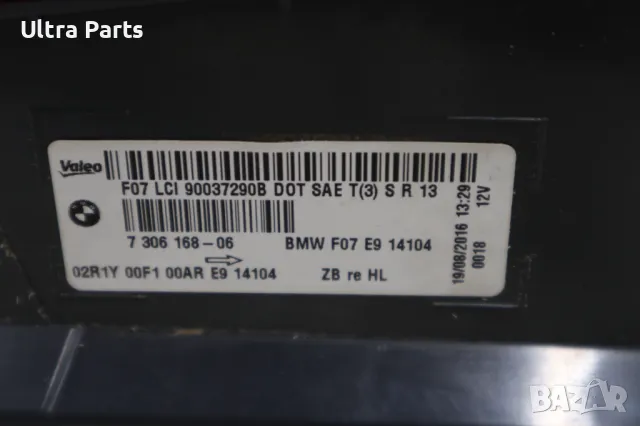 Ultra Parts
Valeo
F07 LCI 90037290B DOT SAE T(3) S R 13
7 306 168-06 BMW F07 E9 14104
02R1Y 00F1 00AR E9 14104 ZB re HL
19/08/2016 13:29
0018 12V
BAZAR